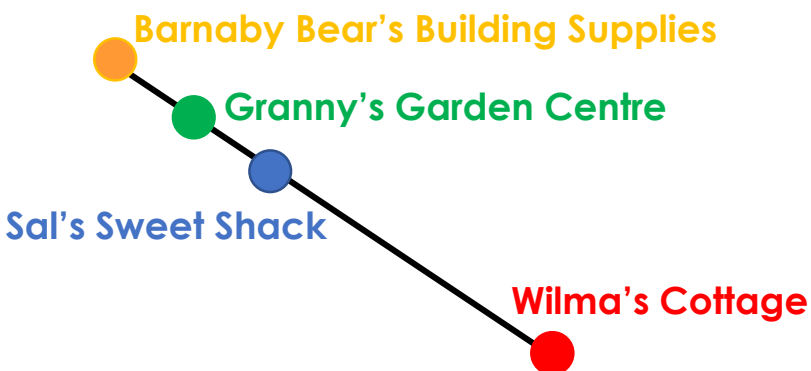 Barnaby Bear’s Building Supplies
Granny’s Garden Centre
Sal’s Sweet Shack
Wilma’s Cottage